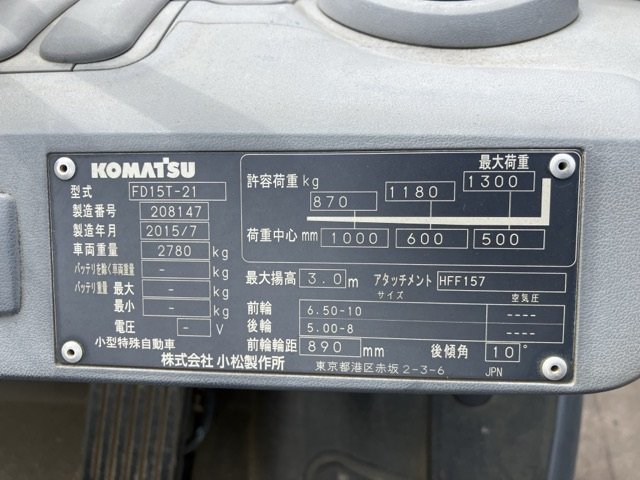 KOMATSU
型式 FD15T-21
製造番号 208147
製造年月 2015/7
車両重量 2780 kg
バッテリを除く車両重量 - kg
バッテリ重量 最大 - kg
最小 - kg
電圧 - V
小型特殊自動車
株式会社 小松製作所
最大荷重
許容荷重 kg 870 1180 1300
荷重中心 mm 1000 600 500
最大揚高 3.0 m アタッチメント HFF157
サイズ 空気圧
前輪 6.50-10 ----
後輪 5.00-8 ----
前輪輪距 890 mm 後傾角 10°
東京都港区赤坂 2-3-6 JPN